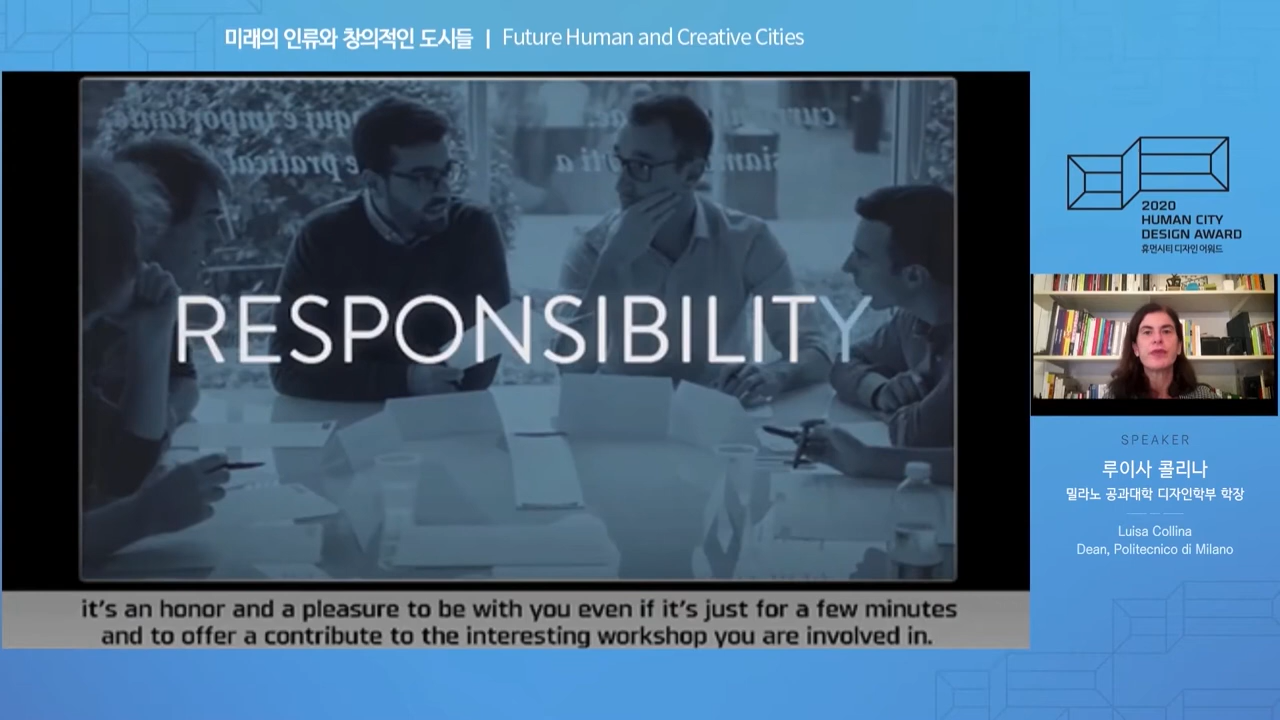 미래의 인류와 창의적인 도시들 | Future Human and Creative Cities
RESPONSIBILITY
it's an honor and a pleasure to be with you even if it's just for a few minutes
and to offer a contribute to the interesting workshop you are involved in.
2020
HUMAN CITY
DESIGN AWARD
휴먼시티 디자인 어워드
SPEAKER
루이사 콜리나
밀라노 공과대학 디자인학부 학장
Luisa Collina
Dean, Politecnico di Milano